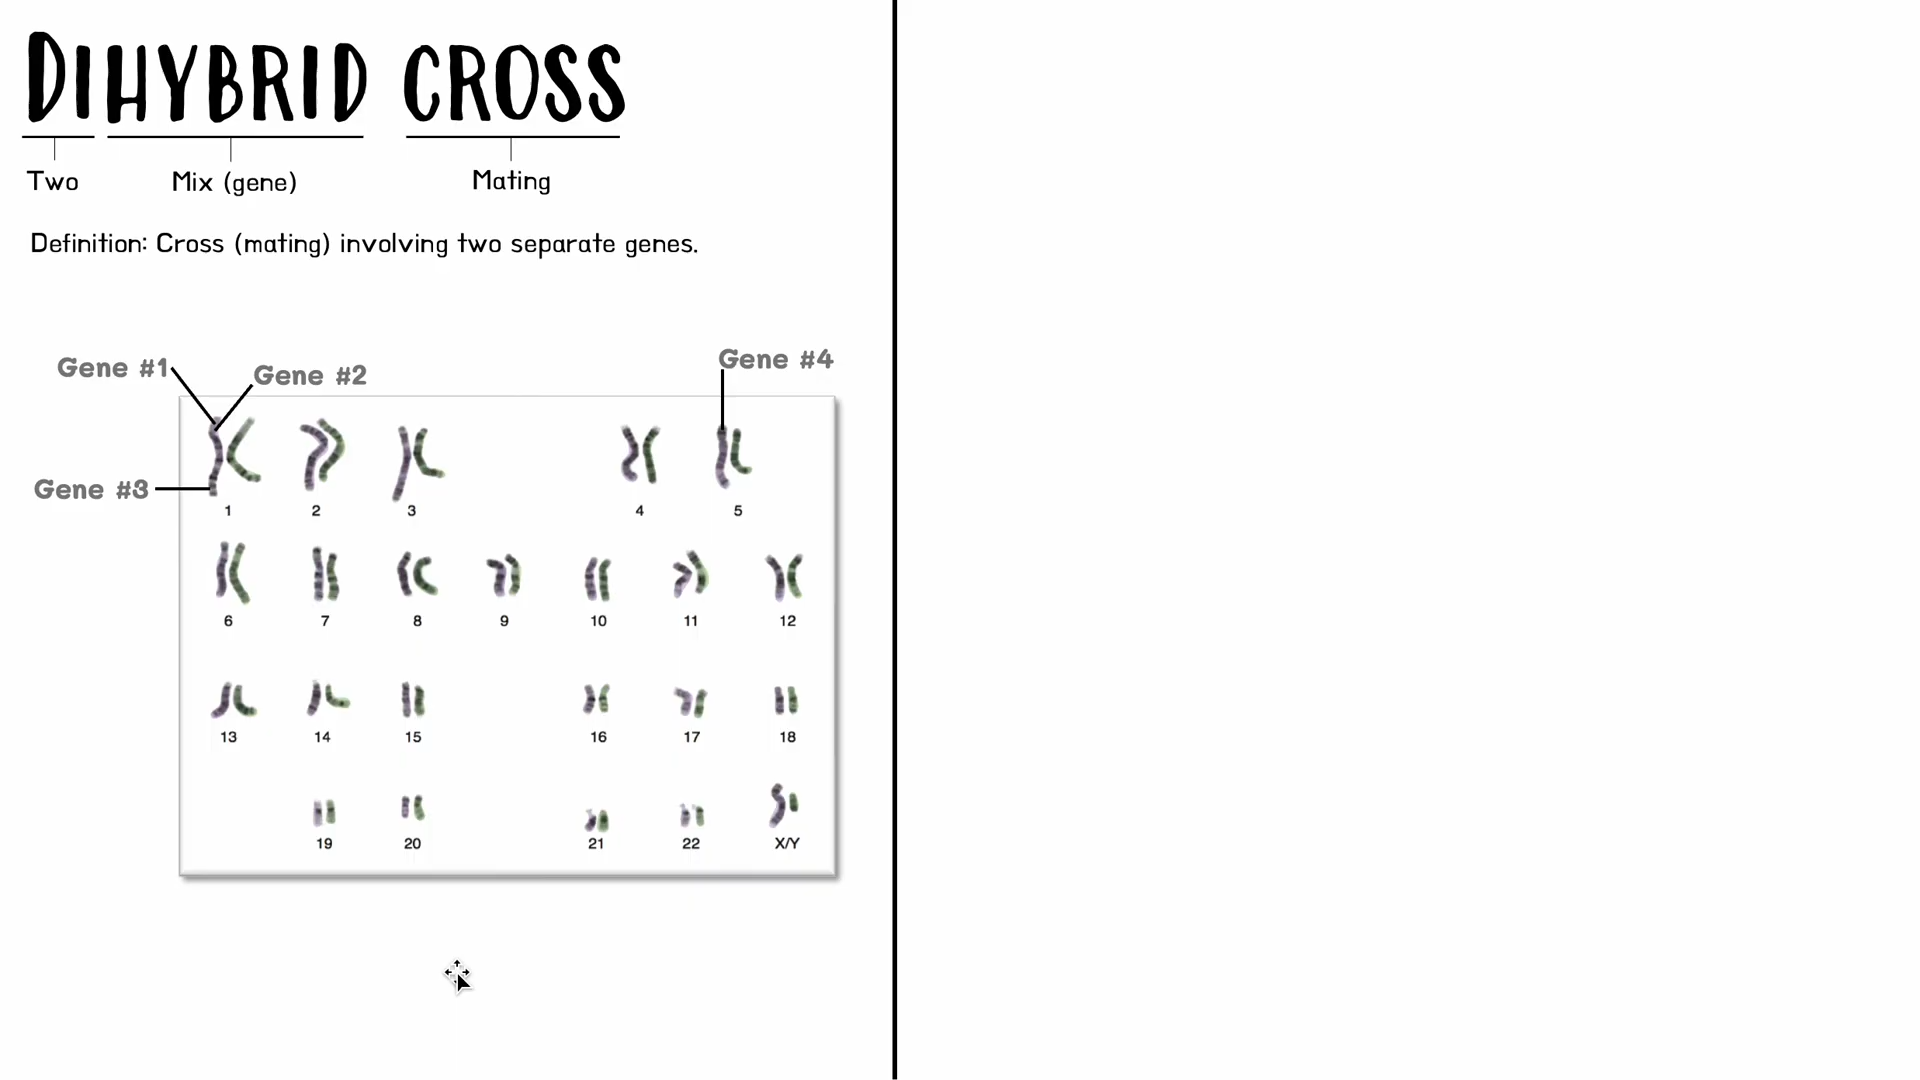 DIHYBRID CROSS
Two Mix (gene) Mating
Definition: Cross (mating) involving two separate genes.
Gene #1 Gene #2 Gene #4
Gene #3
1 2 3 4 5
6 7 8 9 10 11 12
13 14 15 16 17 18
19 20 21 22 X/Y